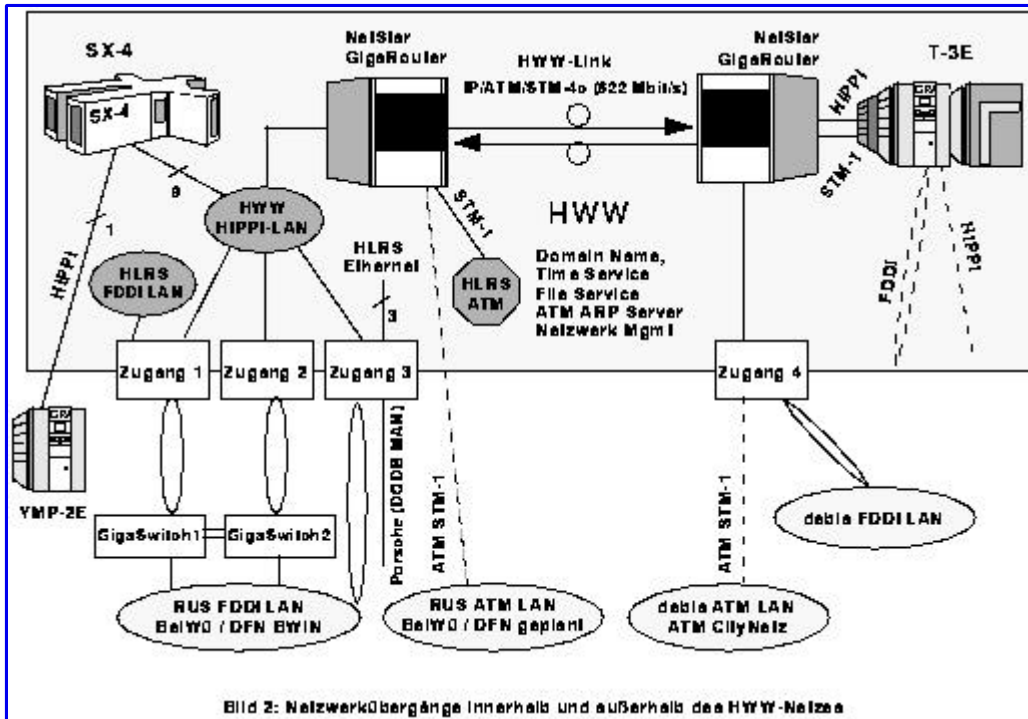 SX-4
SX-4
NetStar
GigaRouter
HWW-Link
IP/ATM/STM-4c (622 Mbit/s)
NetStar
GigaRouter
T-3E
HIPPI
STM-1
9
1
HIPPI
HWW
HIPPI-LAN
STM-1
HWW
HLRS
FDDI LAN
HLRS
Ethernet
3
HLRS
ATM
Domain Name,
Time Service
File Service
ATM ARP Server
Netzwerk Mgmt
FDDI
HIPPI
Zugang 1
Zugang 2
Zugang 3
Zugang 4
YMP-2E
GigaSwitch1
GigaSwitch2
Porsche (DQDB MAN)
ATM STM-1
ATM STM-1
debis FDDI LAN
RUS FDDI LAN
BelWü / DFN BWIN
RUS ATM LAN
BelWü / DFN geplant
debis ATM LAN
ATM CityNetz
Bild 2: Netzwerkübergänge innerhalb und außerhalb des HWW-Netzes